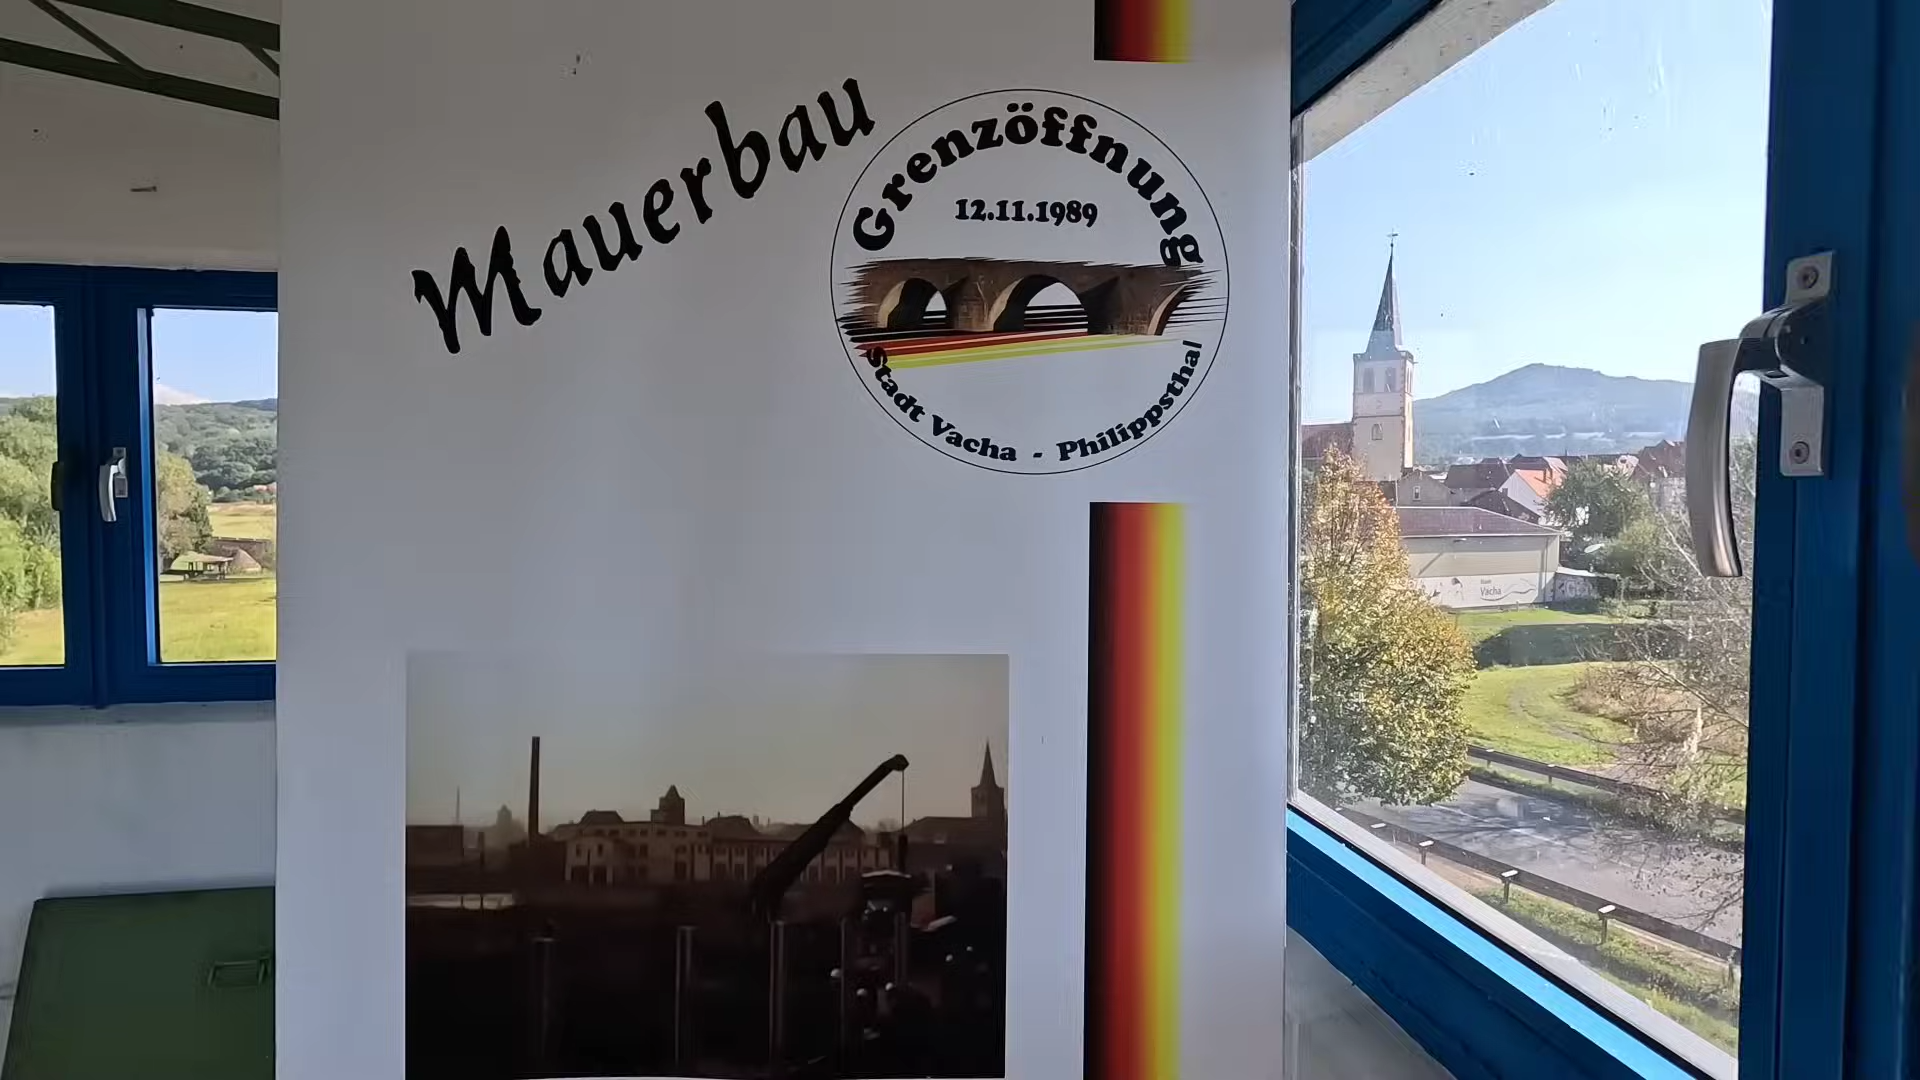 Mauerbau
Grenzöffnung
12.11.1989
Stadt Vacha - Philippsthal
Vacha